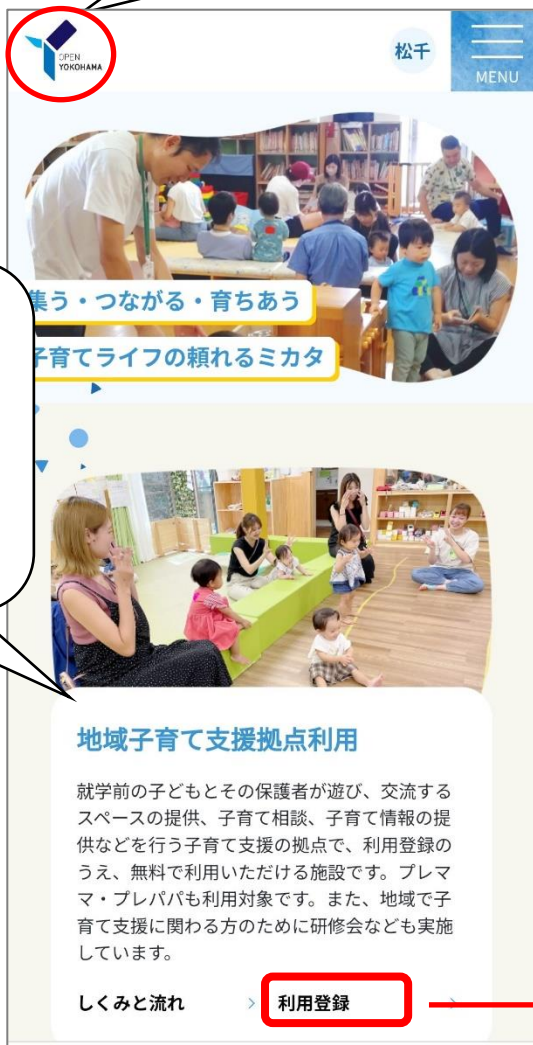 OPEN
YOKOHAMA
松千
MENU
集う・つながる・育ちあう
子育てライフの頼れるミカタ
地域子育て支援拠点利用
就学前の子どもとその保護者が遊び、交流する
スペースの提供、子育て相談、子育て情報の提
供などを行う子育て支援の拠点で、利用登録の
うえ、無料で利用いただける施設です。プレマ
マ・プレパパも利用対象です。また、地域で子
育て支援に関わる方のために研修会なども実施
しています。
しくみと流れ
利用登録